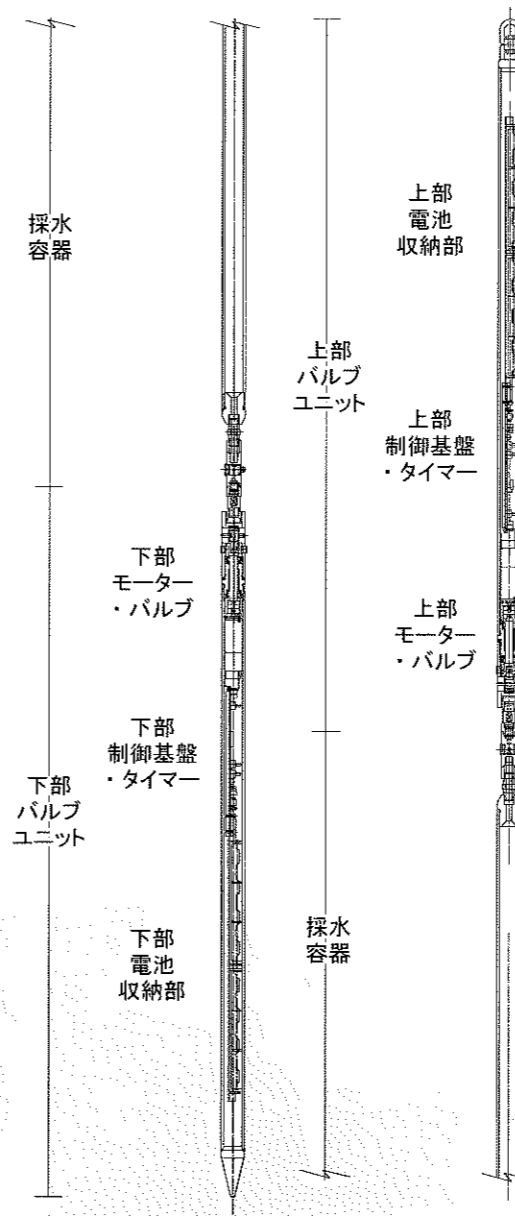 採水
容器
下部
モーター
・バルブ
下部
制御基盤
・タイマー
下部
バルブ
ユニット
下部
電池
収納部
上部
電池
収納部
上部
バルブ
ユニット
上部
制御基盤
・タイマー
上部
モーター
・バルブ
採水
容器